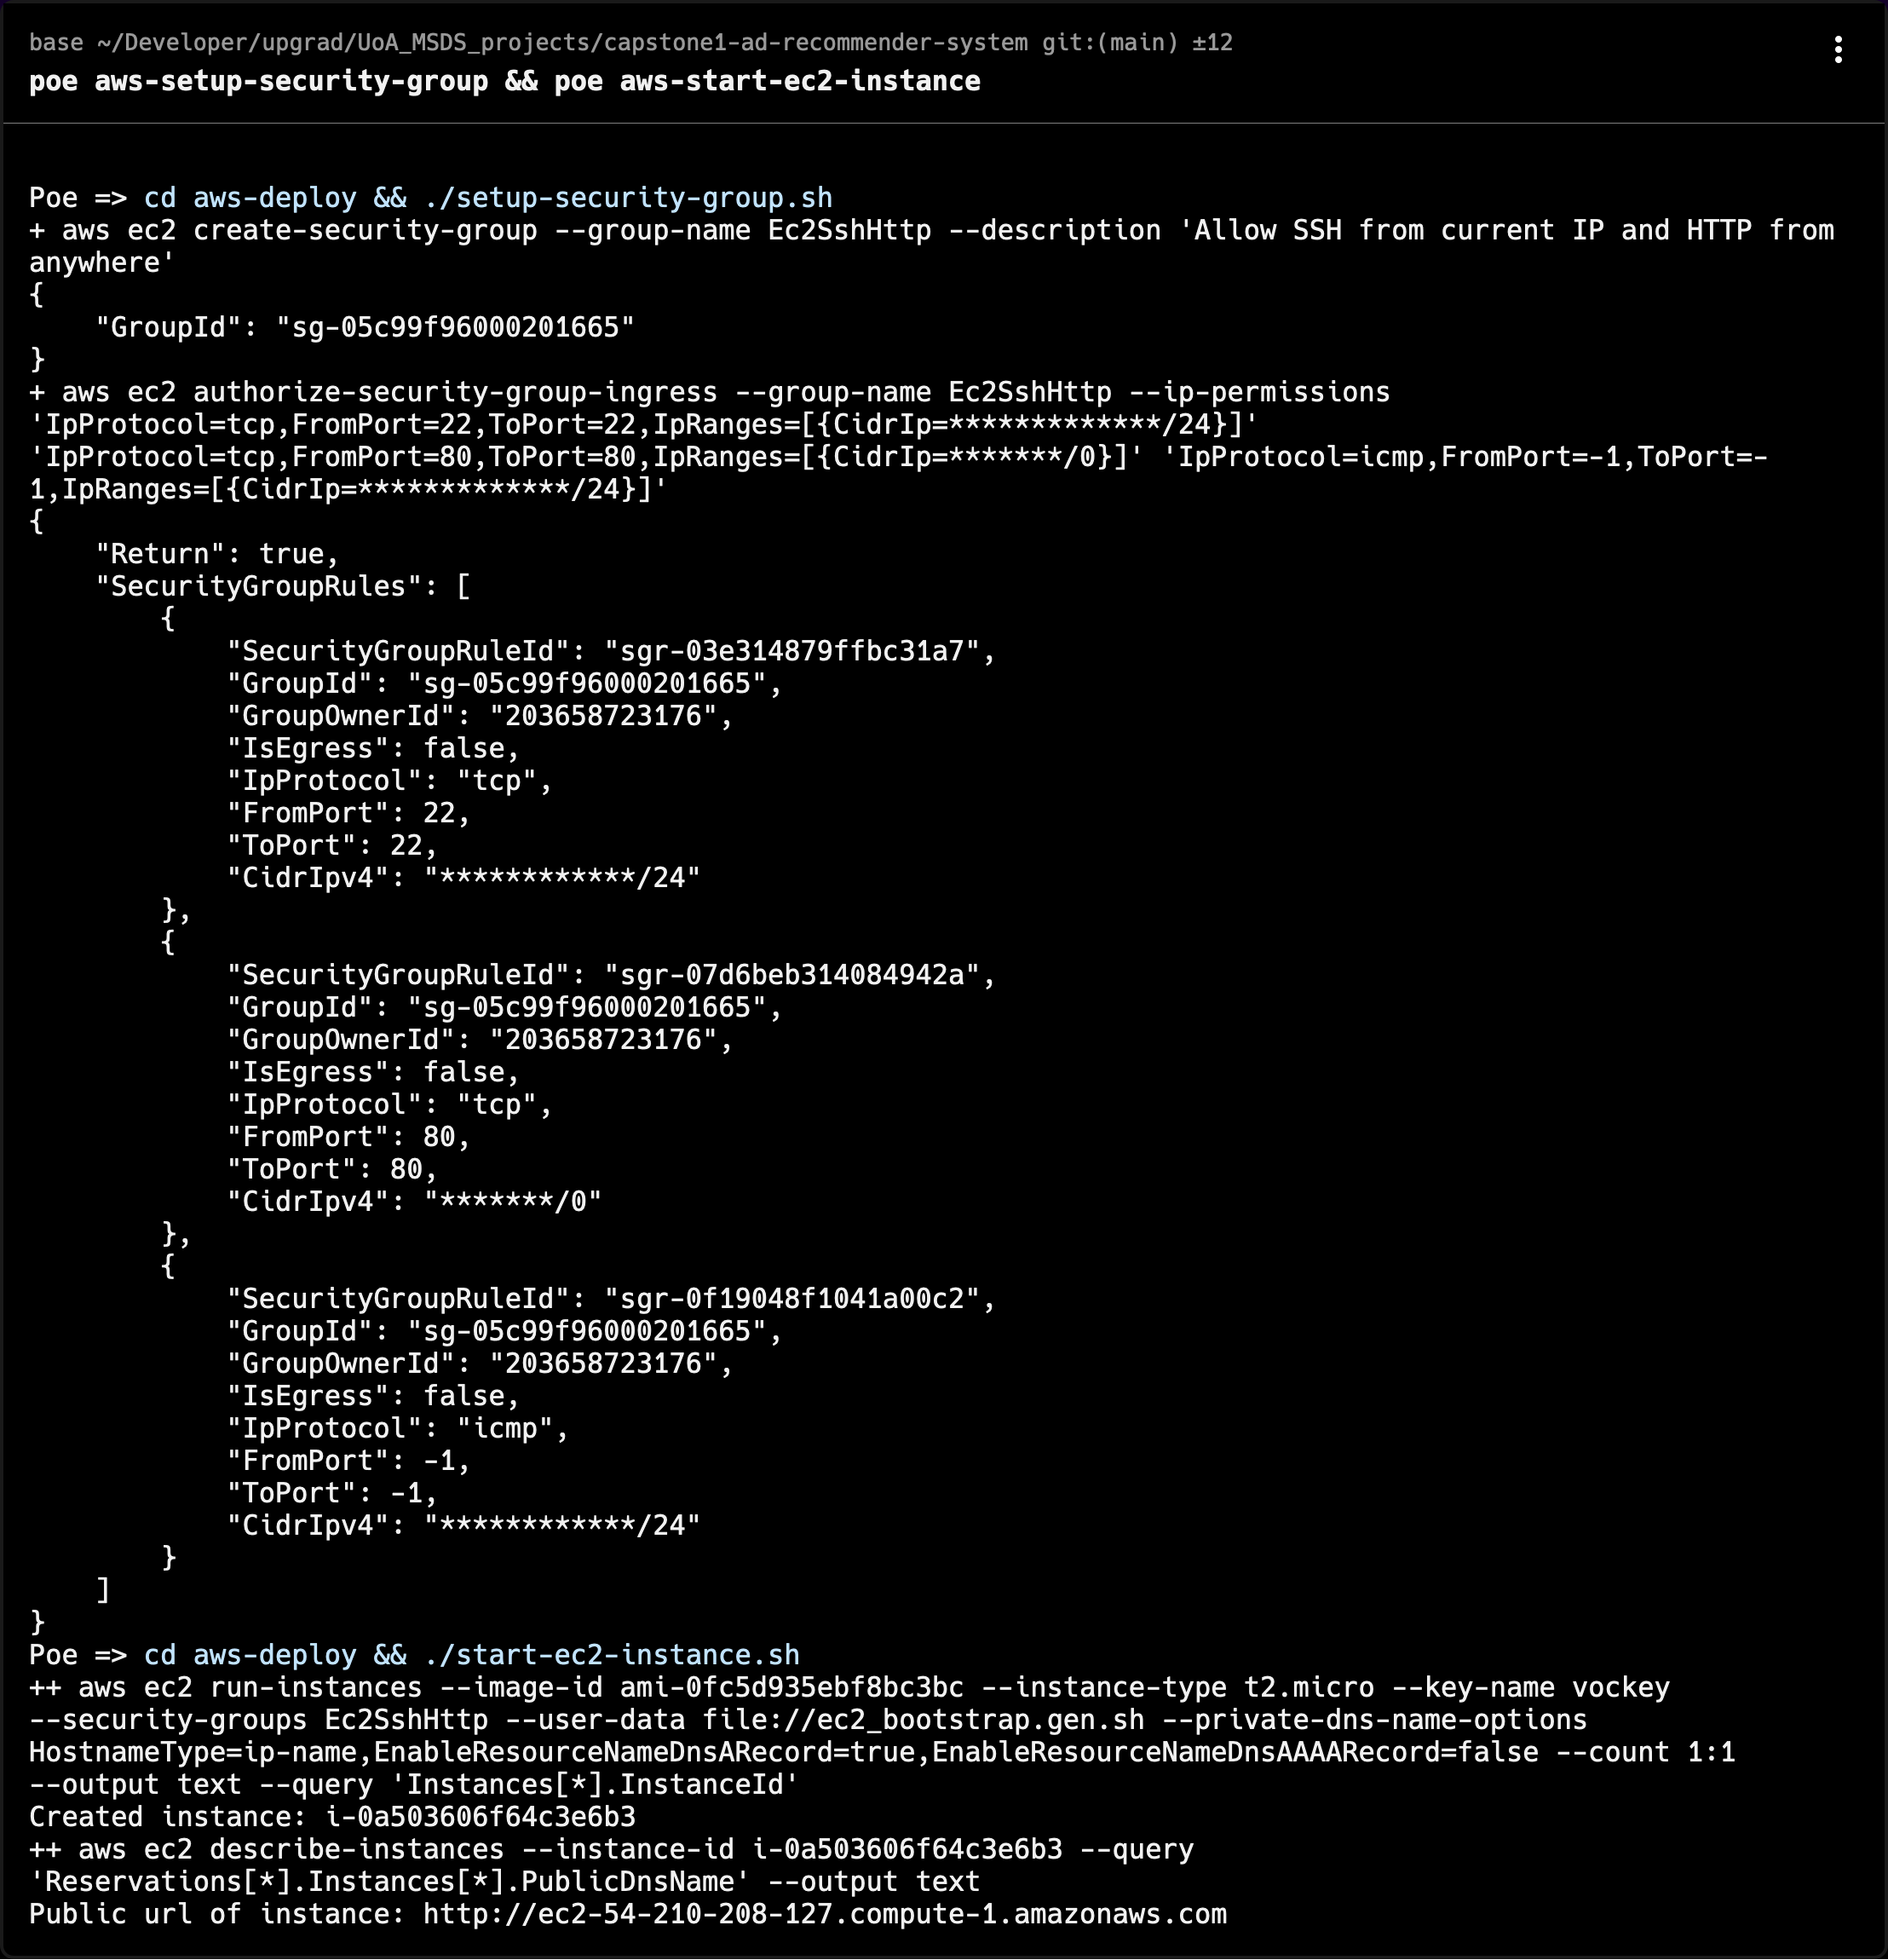 base ~/Developer/upgrad/UoA_MSDS_projects/capstone1-ad-recommender-system git:(main) ±12
poe aws-setup-security-group && poe aws-start-ec2-instance
Poe => cd aws-deploy && ./setup-security-group.sh
+ aws ec2 create-security-group --group-name Ec2SshHttp --description 'Allow SSH from current IP and HTTP from
anywhere'
{
    "GroupId": "sg-05c99f96000201665"
}
+ aws ec2 authorize-security-group-ingress --group-name Ec2SshHttp --ip-permissions
'IpProtocol=tcp,FromPort=22,ToPort=22,IpRanges=[{CidrIp=*************/24}]'
'IpProtocol=tcp,FromPort=80,ToPort=80,IpRanges=[{CidrIp=*******/0}]' 'IpProtocol=icmp,FromPort=-1,ToPort=-
1,IpRanges=[{CidrIp=*************/24}]'
{
    "Return": true,
    "SecurityGroupRules": [
        {
            "SecurityGroupRuleId": "sgr-03e314879ffbc31a7",
            "GroupId": "sg-05c99f96000201665",
            "GroupOwnerId": "203658723176",
            "IsEgress": false,
            "IpProtocol": "tcp",
            "FromPort": 22,
            "ToPort": 22,
            "CidrIpv4": "************/24"
        },
        {
            "SecurityGroupRuleId": "sgr-07d6beb314084942a",
            "GroupId": "sg-05c99f96000201665",
            "GroupOwnerId": "203658723176",
            "IsEgress": false,
            "IpProtocol": "tcp",
            "FromPort": 80,
            "ToPort": 80,
            "CidrIpv4": "*******/0"
        },
        {
            "SecurityGroupRuleId": "sgr-0f19048f1041a00c2",
            "GroupId": "sg-05c99f96000201665",
            "GroupOwnerId": "203658723176",
            "IsEgress": false,
            "IpProtocol": "icmp",
            "FromPort": -1,
            "ToPort": -1,
            "CidrIpv4": "************/24"
        }
    ]
}
Poe => cd aws-deploy && ./start-ec2-instance.sh
++ aws ec2 run-instances --image-id ami-0fc5d935ebf8bc3bc --instance-type t2.micro --key-name vockey
--security-groups Ec2SshHttp --user-data file://ec2_bootstrap.gen.sh --private-dns-name-options
HostnameType=ip-name,EnableResourceNameDnsARecord=true,EnableResourceNameDnsAAAARecord=false --count 1:1
--output text --query 'Instances[*].InstanceId'
Created instance: i-0a503606f64c3e6b3
++ aws ec2 describe-instances --instance-id i-0a503606f64c3e6b3 --query
'Reservations[*].Instances[*].PublicDnsName' --output text
Public url of instance: http://ec2-54-210-208-127.compute-1.amazonaws.com